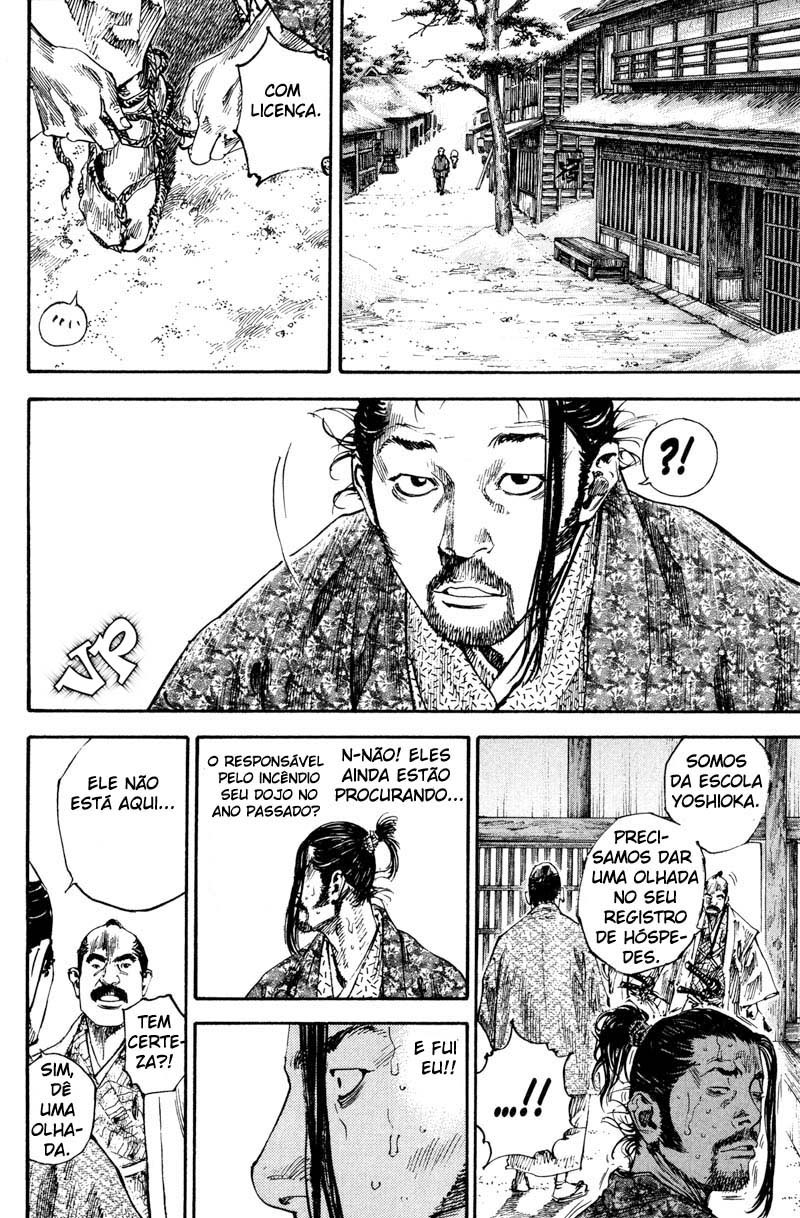 COM
LICENÇA.
?!
VP
SOMOS
DA ESCOLA
YOSHIOKA.
PRECI-
SAMOS DAR
UMA OLHADA
NO SEU
REGISTRO
DE HÓSPE-
DES.
...!!
N-NÃO! ELES
AINDA ESTÃO
PROCURANDO...
O RESPONSÁVEL
PELO INCÊNDIO
SEU DOJO NO
ANO PASSADO?
E FUI
EU!!
ELE NÃO
ESTÁ AQUI...
TEM
CERTE-
ZA?!
SIM,
DÊ
UMA
OLHA-
DA.